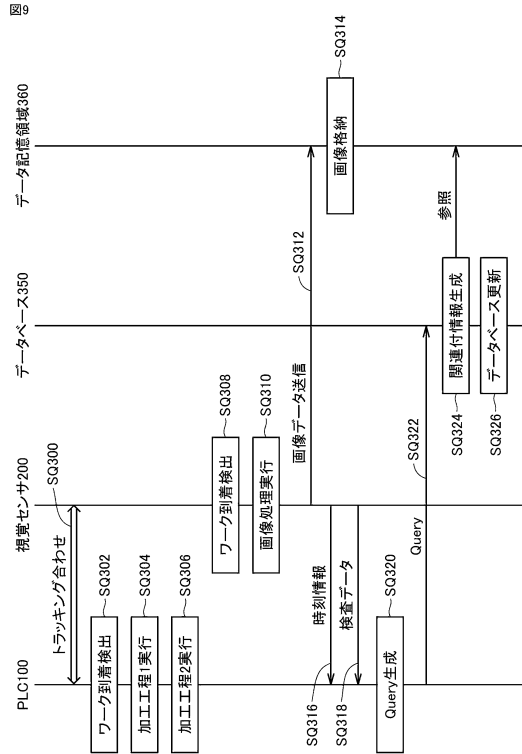 図9
PLC100
視覚センサ200
データベース350
データ記憶領域360
トラッキング合わせ
SQ300
ワーク到着検出
SQ302
加工工程1実行
SQ304
加工工程2実行
SQ306
ワーク到着検出
SQ308
画像処理実行
SQ310
画像データ送信
SQ312
画像格納
SQ314
時刻情報
SQ316
検査データ
SQ318
Query生成
SQ320
Query
SQ322
関連付情報生成
SQ324
参照
データベース更新
SQ326